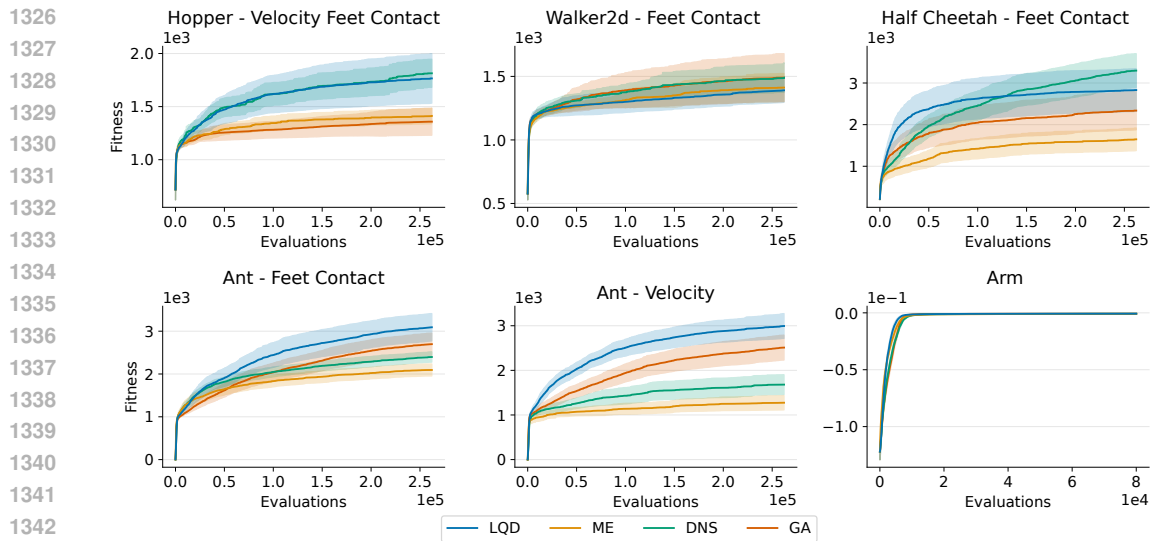 1326
1327
1328
1329
1330
1331
1332
1333
1334
1335
1336
1337
1338
1339
1340
1341
1342
Hopper - Velocity Feet Contact
1e3
2.0
1.5
1.0
Fitness
0.0 0.5 1.0 1.5 2.0 2.5
Evaluations
1e5
Walker2d - Feet Contact
1e3
1.5
1.0
0.5
0.0 0.5 1.0 1.5 2.0 2.5
Evaluations
1e5
Half Cheetah - Feet Contact
1e3
3
2
1
0.0 0.5 1.0 1.5 2.0 2.5
Evaluations
1e5
Ant - Feet Contact
1e3
3
2
1
0
Fitness
0.0 0.5 1.0 1.5 2.0 2.5
Evaluations
1e5
Ant - Velocity
1e3
3
2
1
0
0.0 0.5 1.0 1.5 2.0 2.5
Evaluations
1e5
Arm
1e−1
0.0
−0.5
−1.0
0 2 4 6 8
Evaluations
1e4
LQD ME DNS GA